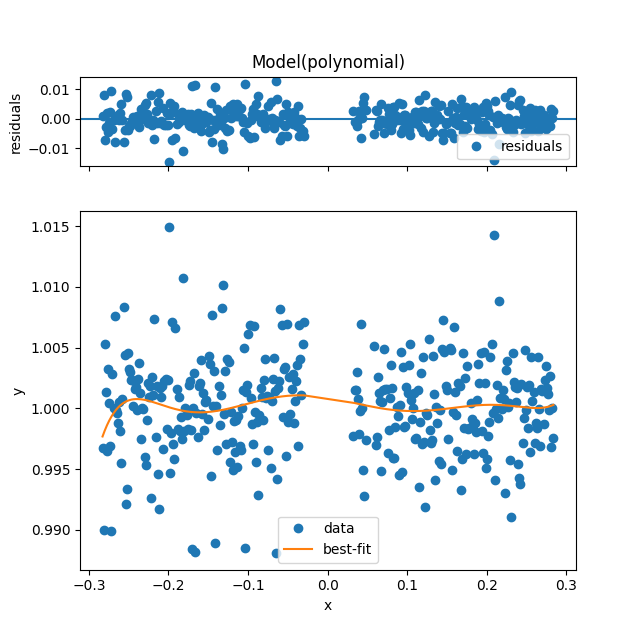 Model(polynomial)
residuals
0.01
0.00
−0.01
residuals
y
1.015
1.010
1.005
1.000
0.995
0.990
data
best-fit
−0.3
−0.2
−0.1
0.0
0.1
0.2
0.3
x